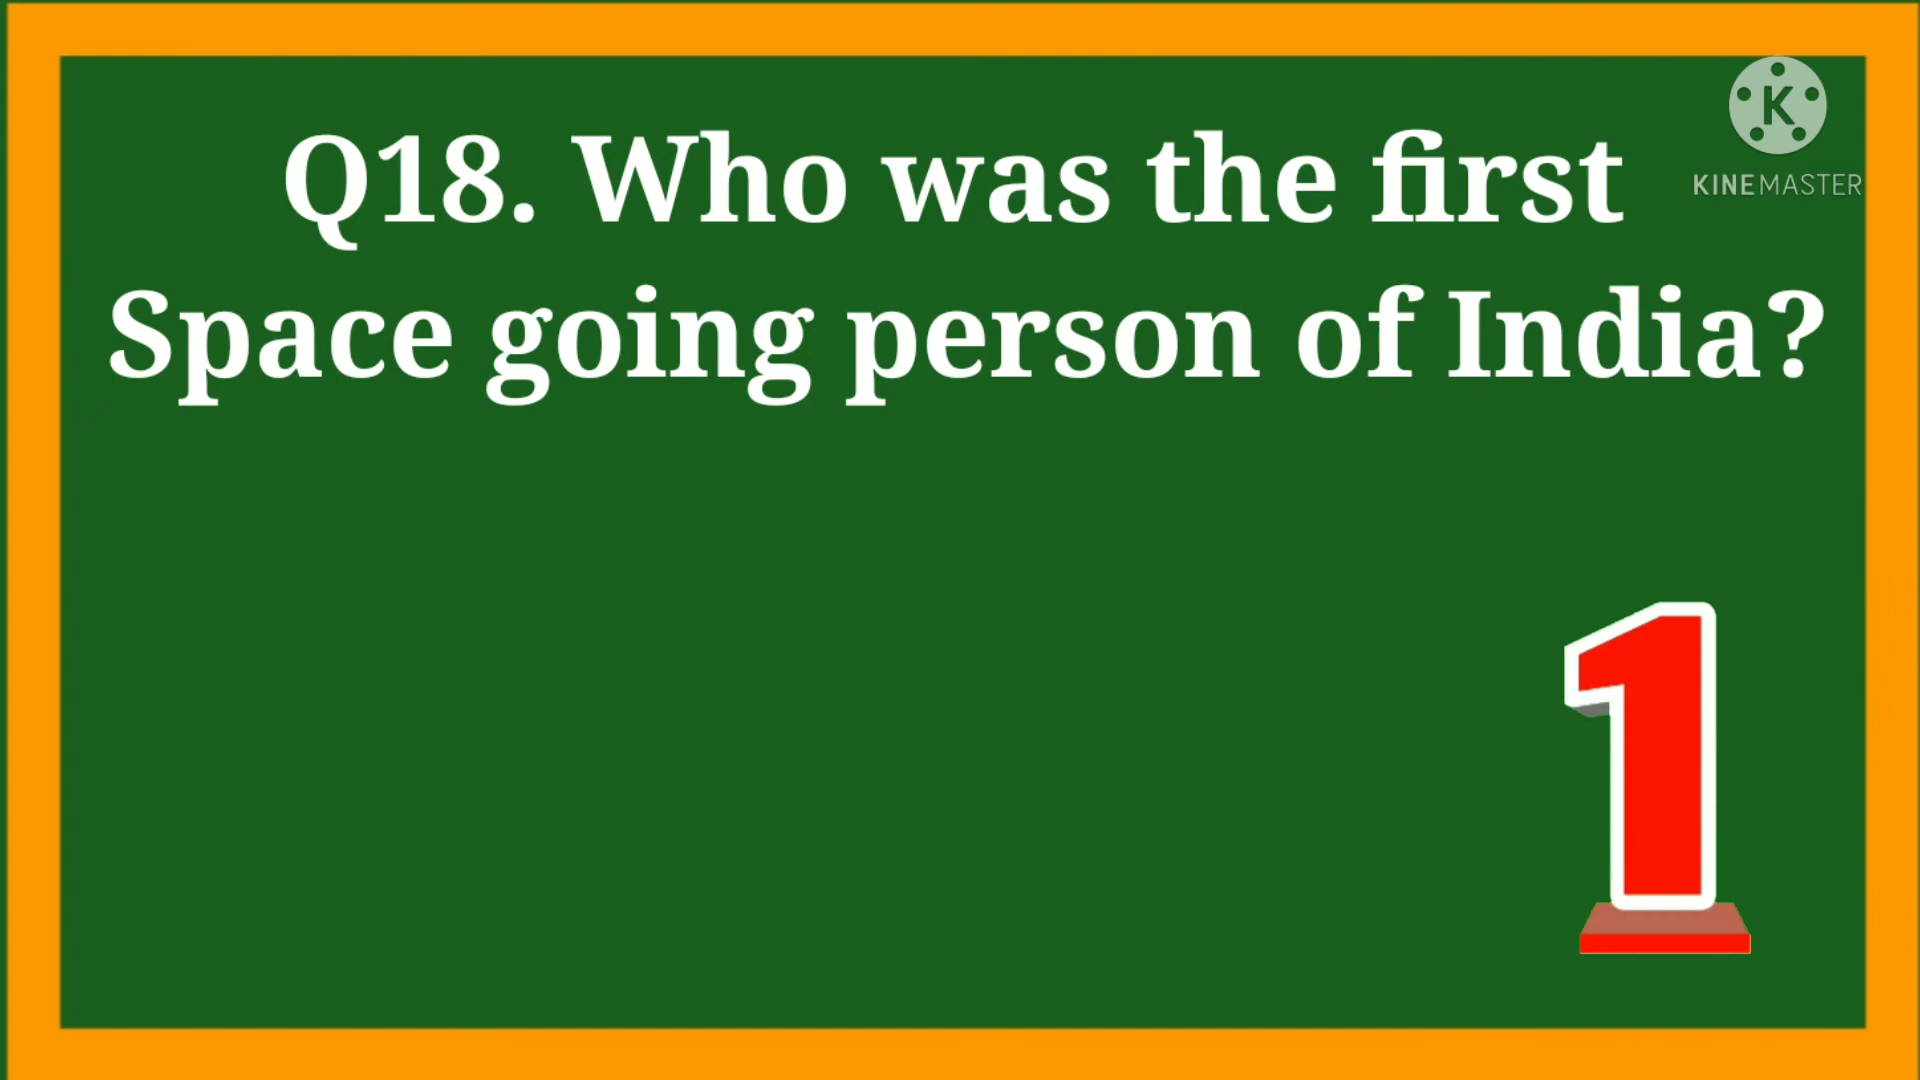 Q18. Who was the first
Space going person of India?
K
KINEMASTER
1